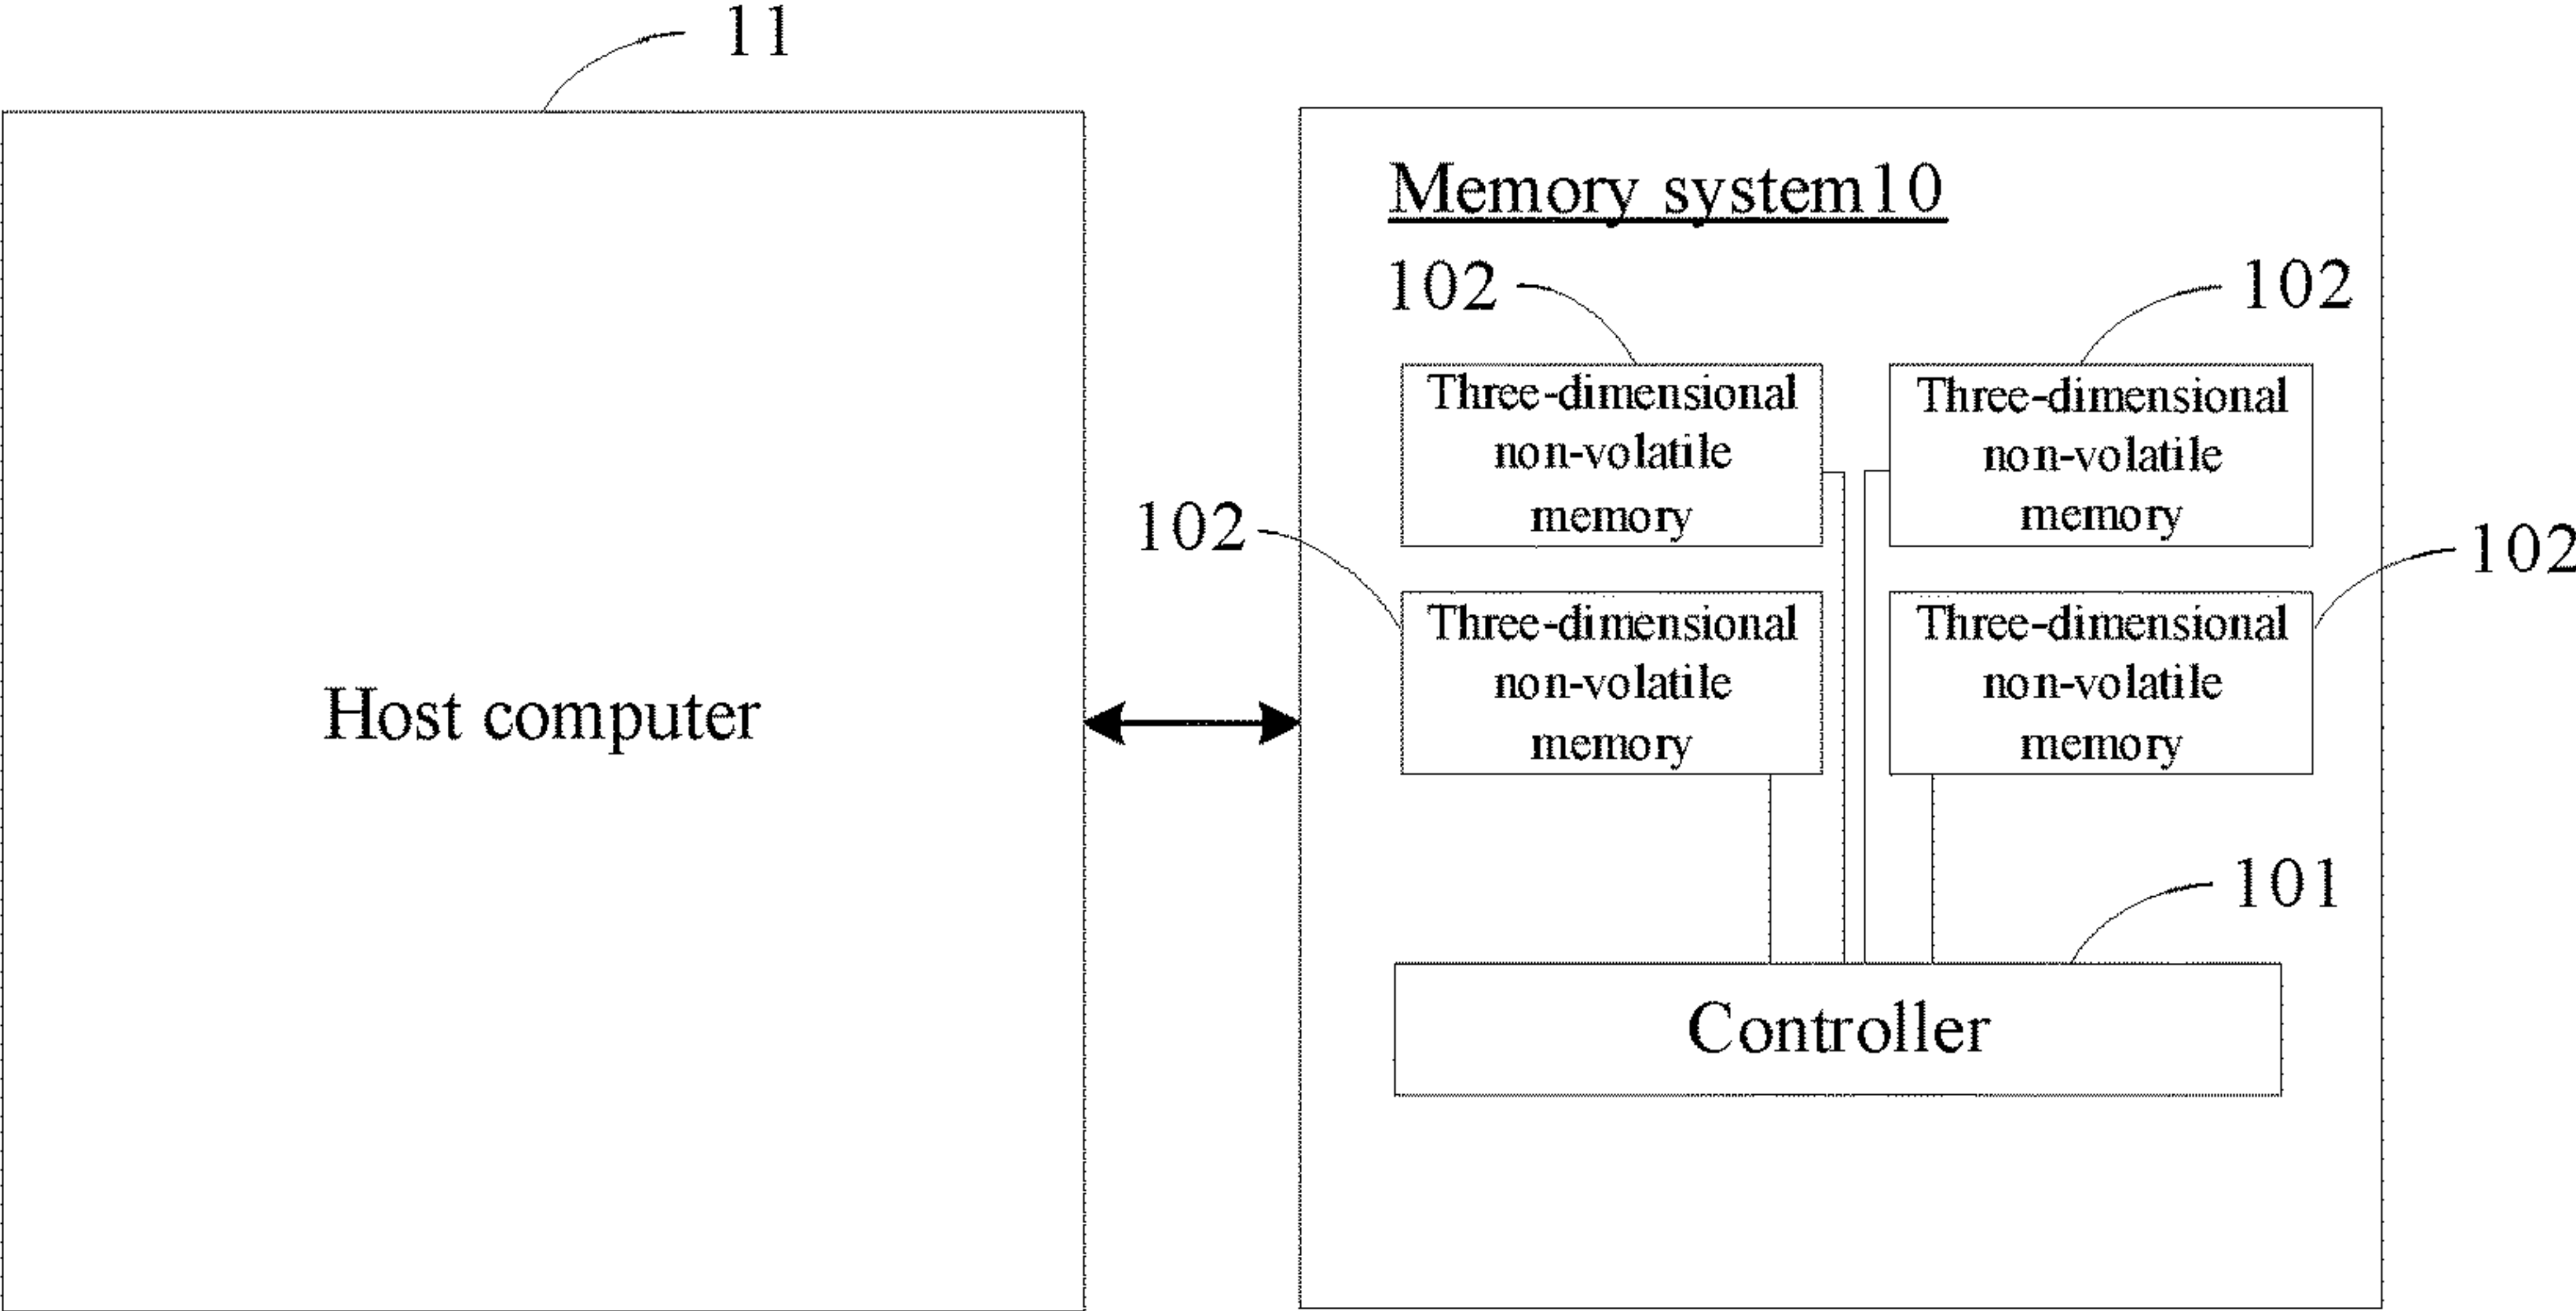 11
Host computer
Memory system10
102
102
Three-dimensional
non-volatile
memory
Three-dimensional
non-volatile
memory
102
102
Three-dimensional
non-volatile
memory
Three-dimensional
non-volatile
memory
101
Controller